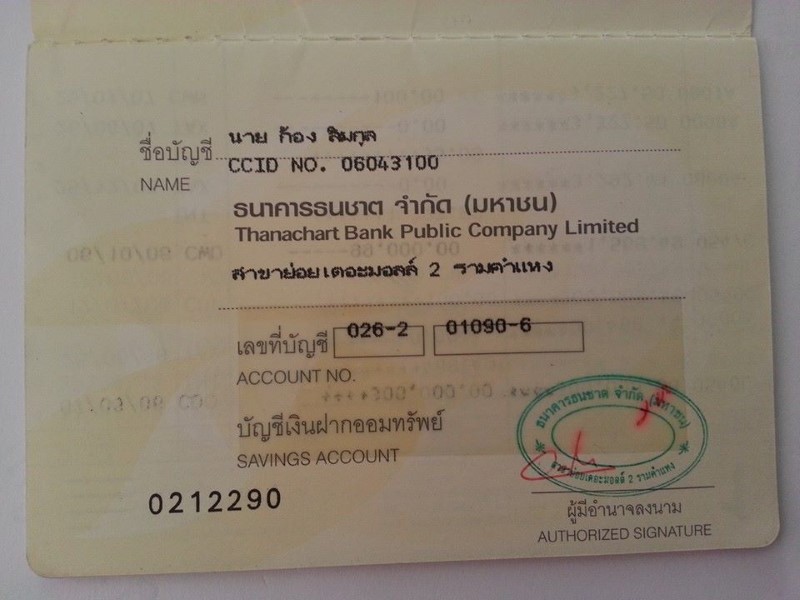 ชื่อบัญชี นาย ก้อง ลิมกุล
NAME CCID NO. 06043100
ธนาคารธนชาต จำกัด (มหาชน)
Thanachart Bank Public Company Limited
สาขาย่อยเดอะมอลล์ 2 รามคำแหง
เลขที่บัญชี 026-2 01090-6
ACCOUNT NO.
บัญชีเงินฝากออมทรัพย์
SAVINGS ACCOUNT
0212290
ธนาคารธนชาต จำกัด (มหาชน)
สาขาย่อยเดอะมอลล์ 2 รามคำแหง
ผู้มีอำนาจลงนาม
AUTHORIZED SIGNATURE